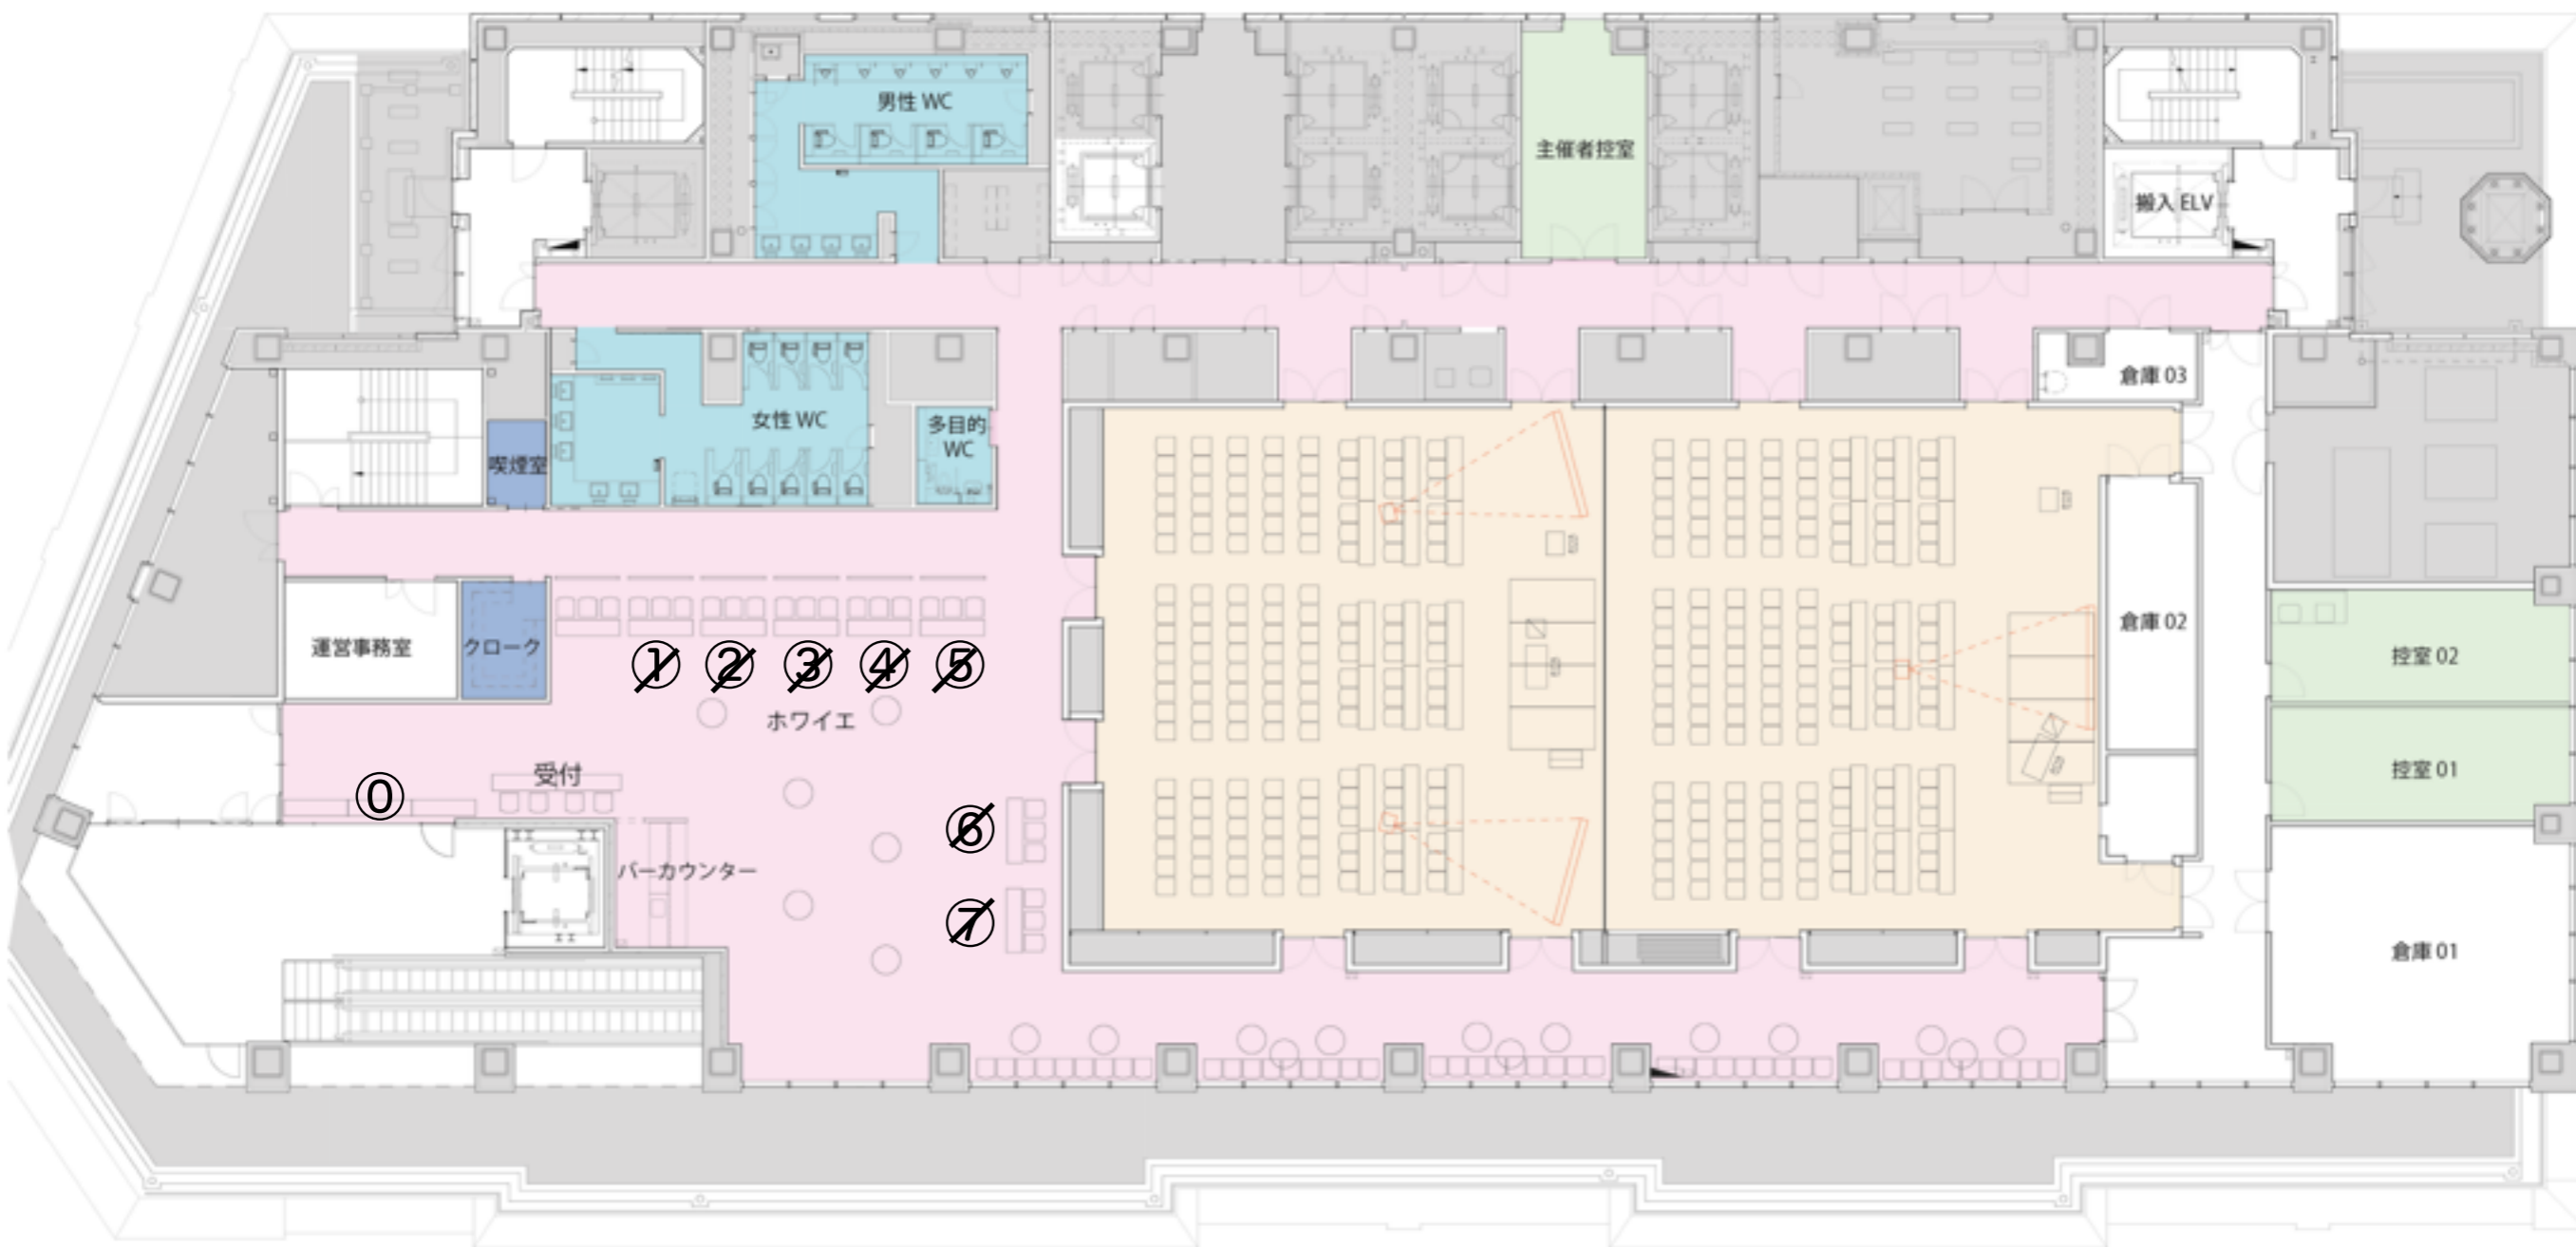 男性 WC
主催者控室
搬入 ELV
倉庫 03
女性 WC
多目的
WC
喫煙室
運営事務室
クローク
① ② ③ ④ ⑤
ホワイエ
倉庫 02
控室 02
受付
⓪
控室 01
⑥
バーカウンター
⑦
倉庫 01